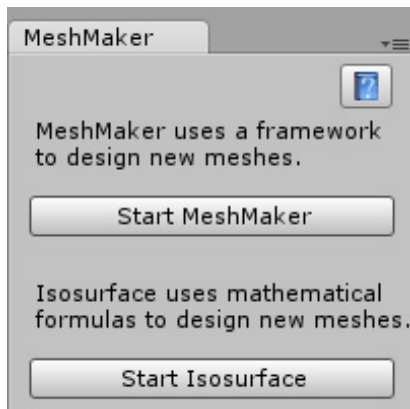 MeshMaker
?
MeshMaker uses a framework
to design new meshes.
Start MeshMaker
Isosurface uses mathematical
formulas to design new meshes.
Start Isosurface